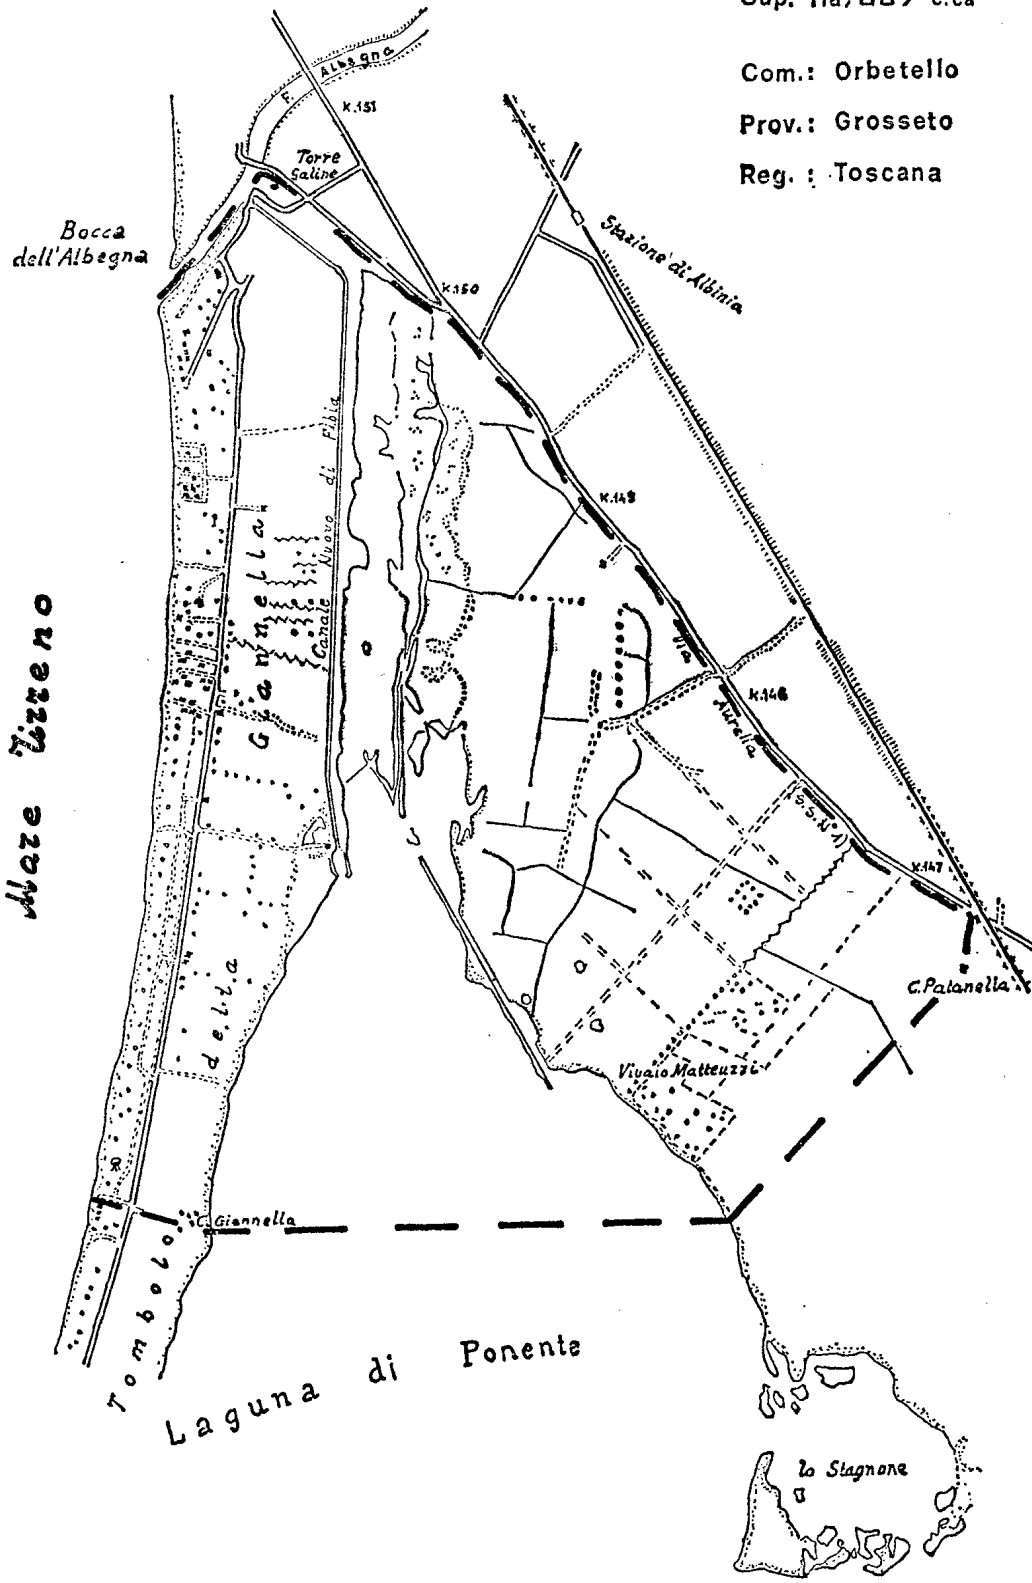 Com.: Orbetello
Prov.: Grosseto
Reg. : Toscana
F. Albegna
K.151
Torre
Saline
Bocca
dell'Albegna
Stazione di Albinia
K.150
Canale Nuovo di Fibia
Giannella
K.149
Mare Tirreno
Via Aurelia
K.148
S.S. N° 1)
K.147
C. Patanella
della
Vivaio Matteuzzi
C. Giannella
Tombolo
Laguna di Ponente
lo Stagnone